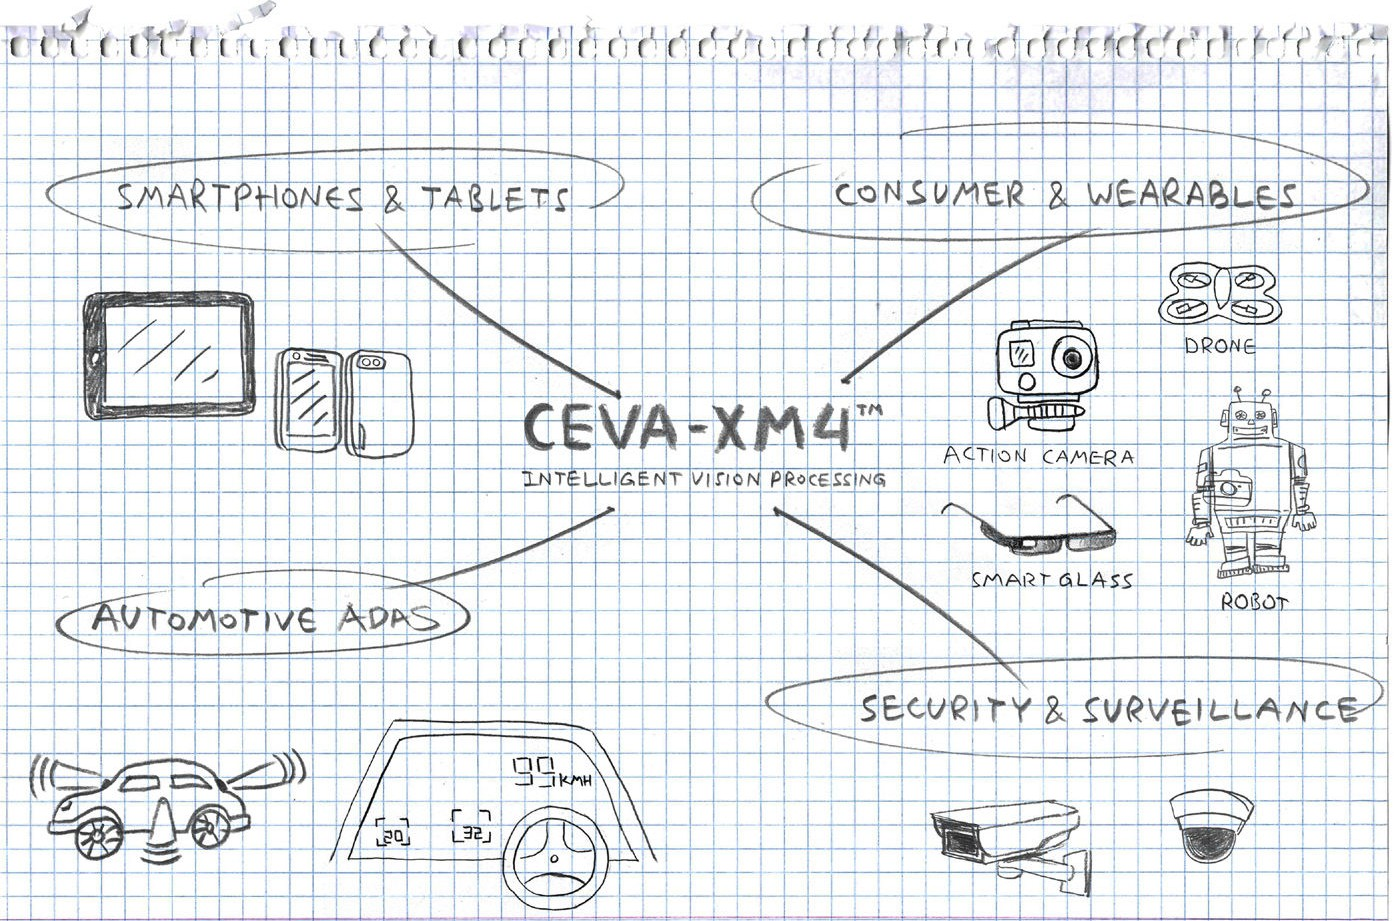 SMARTPHONES & TABLETS
CONSUMER & WEARABLES
DRONE
CEVA-XM4™
INTELLIGENT VISION PROCESSING
ACTION CAMERA
SMART GLASS
ROBOT
AUTOMOTIVE ADAS
SECURITY & SURVEILLANCE
99 KMH
20
32